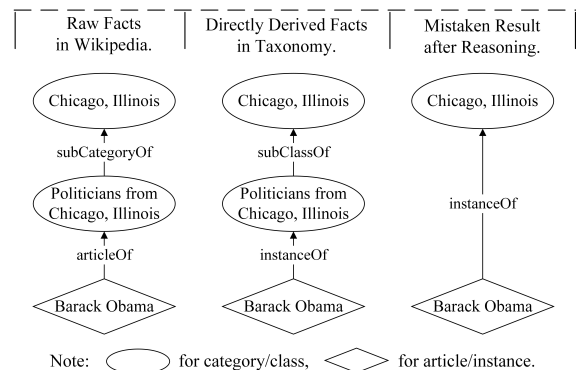 Raw Facts
in Wikipedia.
Directly Derived Facts
in Taxonomy.
Mistaken Result
after Reasoning.
Chicago, Illinois
subCategoryOf
Politicians from
Chicago, Illinois
articleOf
Barack Obama
Chicago, Illinois
subClassOf
Politicians from
Chicago, Illinois
instanceOf
Barack Obama
Chicago, Illinois
instanceOf
Barack Obama
Note: for category/class, for article/instance.